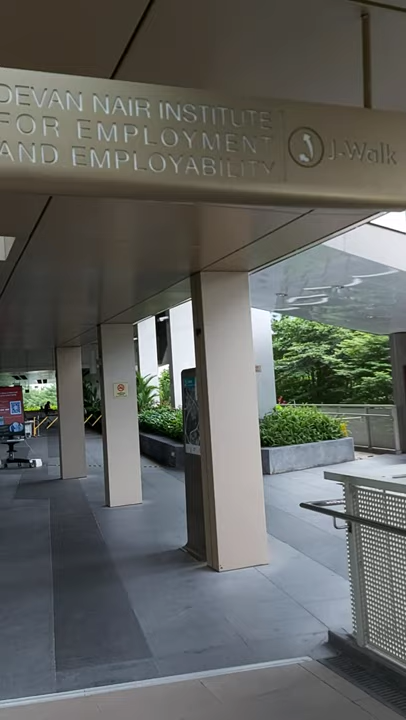 DEVAN NAIR INSTITUTE
FOR EMPLOYMENT
AND EMPLOYABILITY
J-Walk